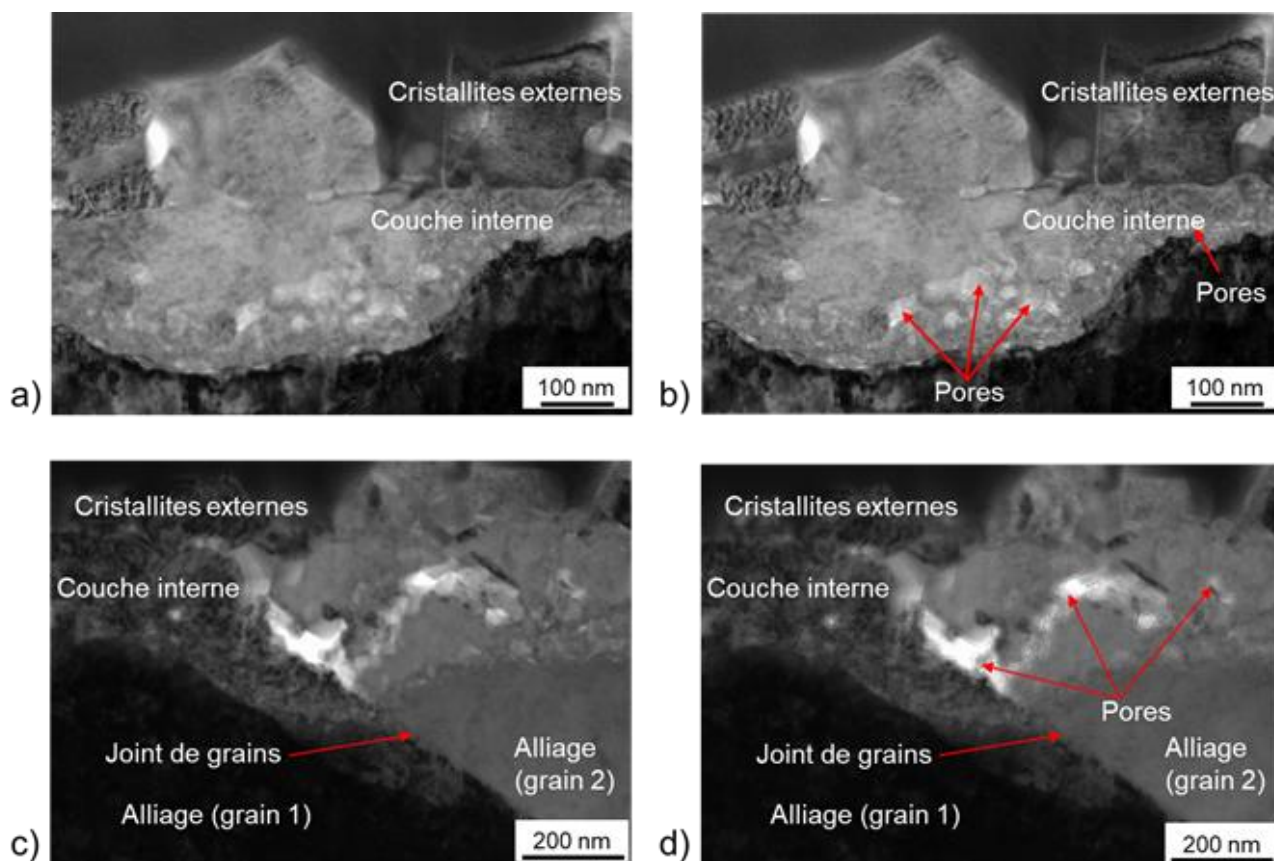 Cristallites externes
Couche interne
100 nm
a)
Cristallites externes
Couche interne
Pores
Pores
100 nm
b)
Cristallites externes
Couche interne
Joint de grains
Alliage
(grain 2)
Alliage (grain 1)
200 nm
c)
Cristallites externes
Couche interne
Pores
Joint de grains
Alliage
(grain 2)
Alliage (grain 1)
200 nm
d)